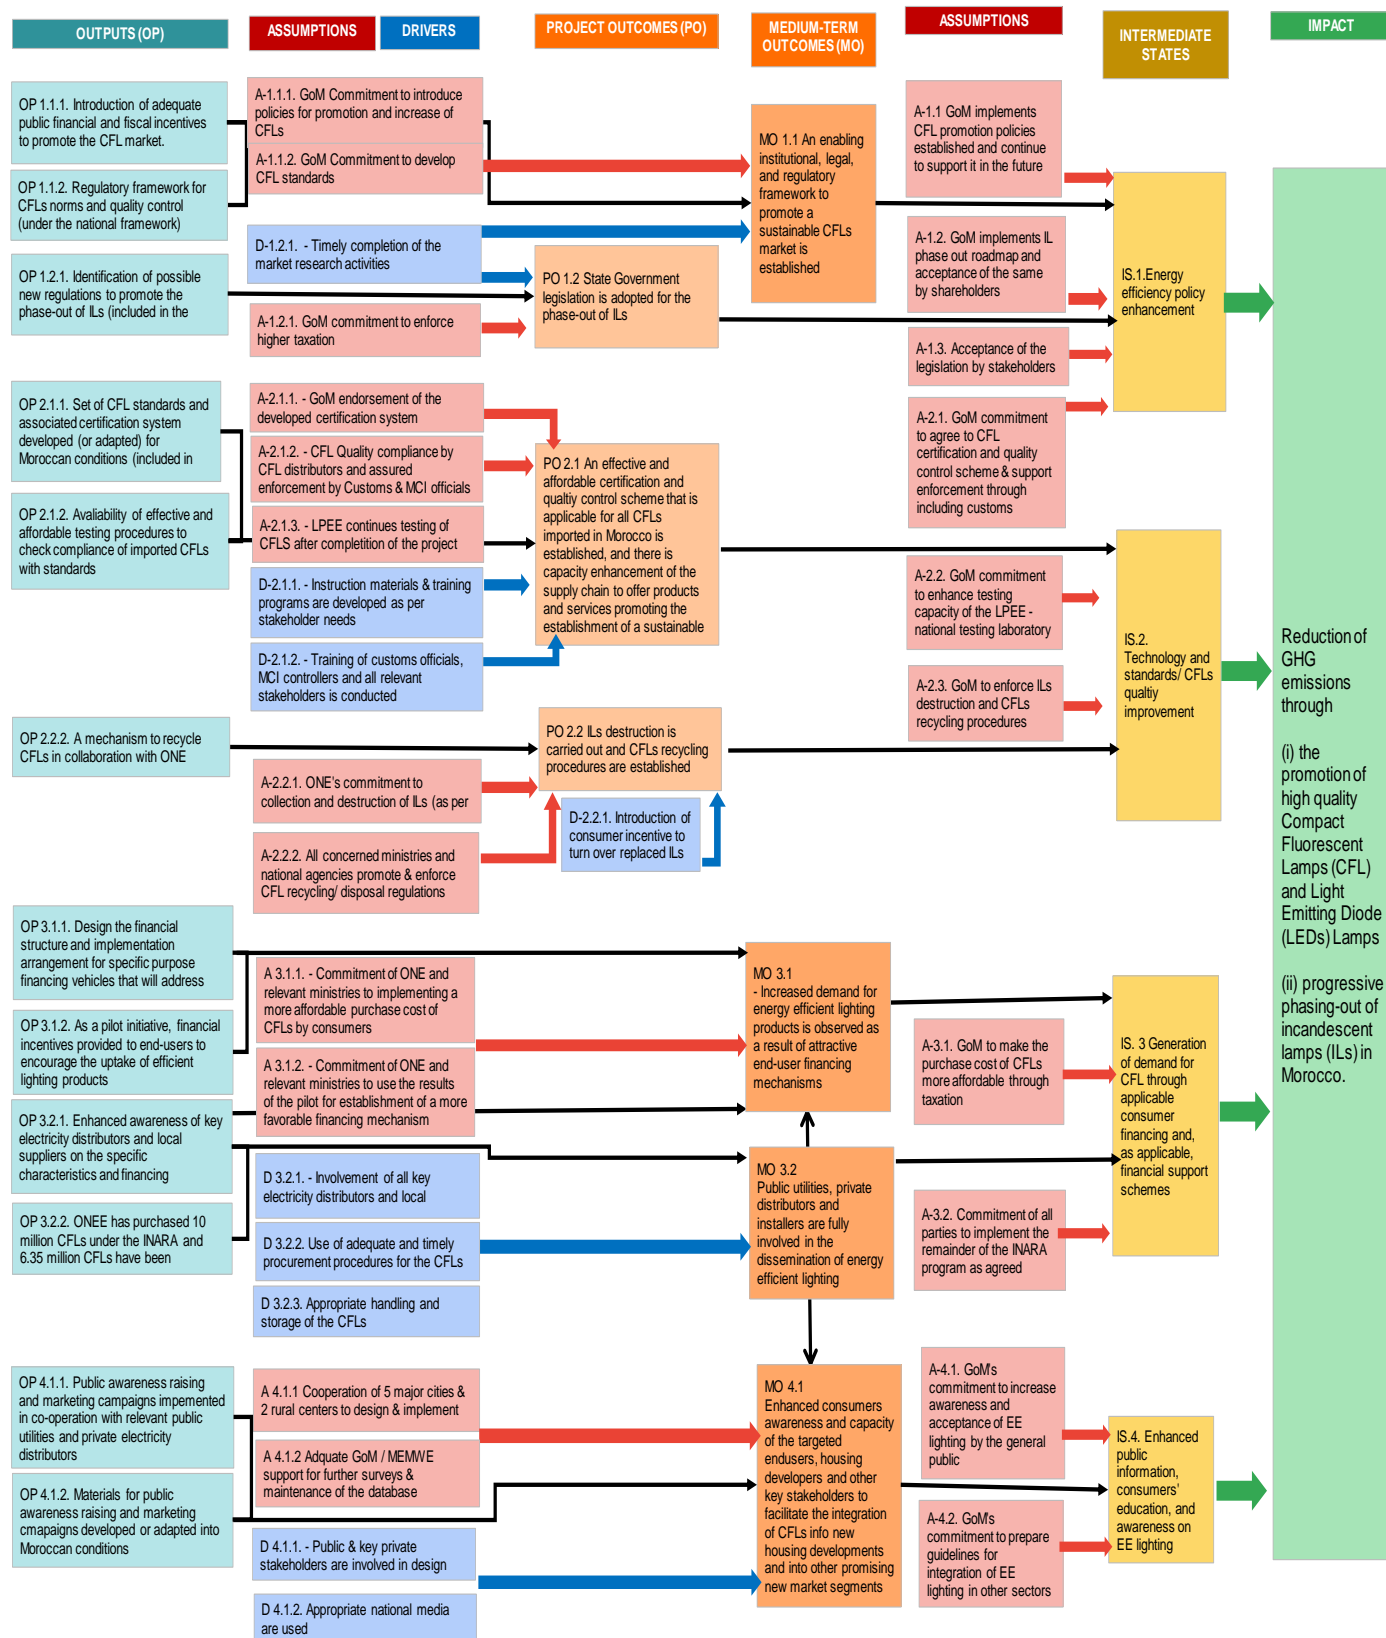 OUTPUTS (OP)
ASSUMPTIONS
DRIVERS
PROJECT OUTCOMES (PO)
MEDIUM-TERM
OUTCOMES (MO)
ASSUMPTIONS
INTERMEDIATE
STATES
IMPACT
OP 1.1.1. Introduction of adequate
public financial and fiscal incentives
to promote the CFL market.
OP 1.1.2. Regulatory framework for
CFLs norms and quality control
(under the national framework)
OP 1.2.1. Identification of possible
new regulations to promote the
phase-out of ILs (included in the
A-1.1.1. GoM Commitment to introduce
policies for promotion and increase of
CFLs
A-1.1.2. GoM Commitment to develop
CFL standards
D-1.2.1. - Timely completion of the
market research activities
A-1.2.1. GoM commitment to enforce
higher taxation
PO 1.2 State Government
legislation is adopted for the
phase-out of ILs
MO 1.1 An enabling
institutional, legal,
and regulatory
framework to
promote a
sustainable CFLs
market is
established
A-1.1 GoM implements
CFL promotion policies
established and continue
to support it in the future
A-1.2. GoM implements IL
phase out roadmap and
acceptance of the same
by shareholders
A-1.3. Acceptance of the
legislation by stakeholders
A-2.1. GoM commitment
to agree to CFL
certification and quality
control scheme & support
enforcement through
including customs
IS.1.Energy
efficiency policy
enhancement
OP 2.1.1. Set of CFL standards and
associated certification system
developed (or adapted) for
Moroccan conditions (included in
OP 2.1.2. Avaliability of effective and
affordable testing procedures to
check compliance of imported CFLs
with standards
A-2.1.1. - GoM endorsement of the
developed certification system
A-2.1.2. - CFL Quality compliance by
CFL distributors and assured
enforcement by Customs & MCI officials
A-2.1.3. - LPEE continues testing of
CFLS after completition of the project
D-2.1.1. - Instruction materials & training
programs are developed as per
stakeholder needs
D-2.1.2. - Training of customs officials,
MCI controllers and all relevant
stakeholders is conducted
PO 2.1 An effective and
affordable certification and
qualtiy control scheme that is
applicable for all CFLs
imported in Morocco is
established, and there is
capacity enhancement of the
supply chain to offer products
and services promoting the
establishment of a sustainable
A-2.2. GoM commitment
to enhance testing
capacity of the LPEE -
national testing laboratory
A-2.3. GoM to enforce ILs
destruction and CFLs
recycling procedures
IS.2.
Technology and
standards/ CFLs
qualtiy
improvement
OP 2.2.2. A mechanism to recycle
CFLs in collaboration with ONE
A-2.2.1. ONE's commitment to
collection and destruction of ILs (as per
A-2.2.2. All concerned ministries and
national agencies promote & enforce
CFL recycling/ disposal regulations
PO 2.2 ILs destruction is
carried out and CFLs recycling
procedures are established
D-2.2.1. Introduction of
consumer incentive to
turn over replaced ILs
OP 3.1.1. Design the financial
structure and implementation
arrangement for specific purpose
financing vehicles that will address
OP 3.1.2. As a pilot initiative, financial
incentives provided to end-users to
encourage the uptake of efficient
lighting products
OP 3.2.1. Enhanced awareness of key
electricity distributors and local
suppliers on the specific
characteristics and financing
OP 3.2.2. ONEE has purchased 10
million CFLs under the INARA and
6.35 million CFLs have been
A 3.1.1. - Commitment of ONE and
relevant ministries to implementing a
more affordable purchase cost of
CFLs by consumers
A 3.1.2. - Commitment of ONE and
relevant ministries to use the results
of the pilot for establishment of a more
favorable financing mechanism
D 3.2.1. - Involvement of all key
electricity distributors and local
D 3.2.2. Use of adequate and timely
procurement procedures for the CFLs
D 3.2.3. Appropriate handling and
storage of the CFLs
MO 3.1
- Increased demand for
energy efficient lighting
products is observed as
a result of attractive
end-user financing
mechanisms
MO 3.2
Public utilities, private
distributors and
installers are fully
involved in the
dissemination of energy
efficient lighting
A-3.1. GoM to make the
purchase cost of CFLs
more affordable through
taxation
A-3.2. Commitment of all
parties to implement the
remainder of the INARA
program as agreed
IS. 3 Generation
of demand for
CFL through
applicable
consumer
financing and,
as applicable,
financial support
schemes
OP 4.1.1. Public awareness raising
and marketing campaigns impemented
in co-operation with relevant public
utilities and private electricity
distributors
OP 4.1.2. Materials for public
awareness raising and marketing
cmapaigns developed or adapted into
Moroccan conditions
A 4.1.1 Cooperation of 5 major cities &
2 rural centers to design & implement
A 4.1.2 Adquate GoM / MEMWE
support for further surveys &
maintenance of the database
D 4.1.1. - Public & key private
stakeholders are involved in design
D 4.1.2. Appropriate national media
are used
MO 4.1
Enhanced consumers
awareness and capacity
of the targeted
endusers, housing
developers and other
key stakeholders to
facilitate the integration
of CFLs info new
housing developments
and into other promising
new market segments
A-4.1. GoM's
commitment to increase
awareness and
acceptance of EE
lighting by the general
public
A-4.2. GoM's
commitment to prepare
guidelines for
integration of EE
lighting in other sectors
IS.4. Enhanced
public
information,
consumers'
education, and
awareness on
EE lighting
Reduction of
GHG
emissions
through
(i) the
promotion of
high quality
Compact
Fluorescent
Lamps (CFL)
and Light
Emitting Diode
(LEDs) Lamps
(ii) progressive
phasing-out of
incandescent
lamps (ILs) in
Morocco.